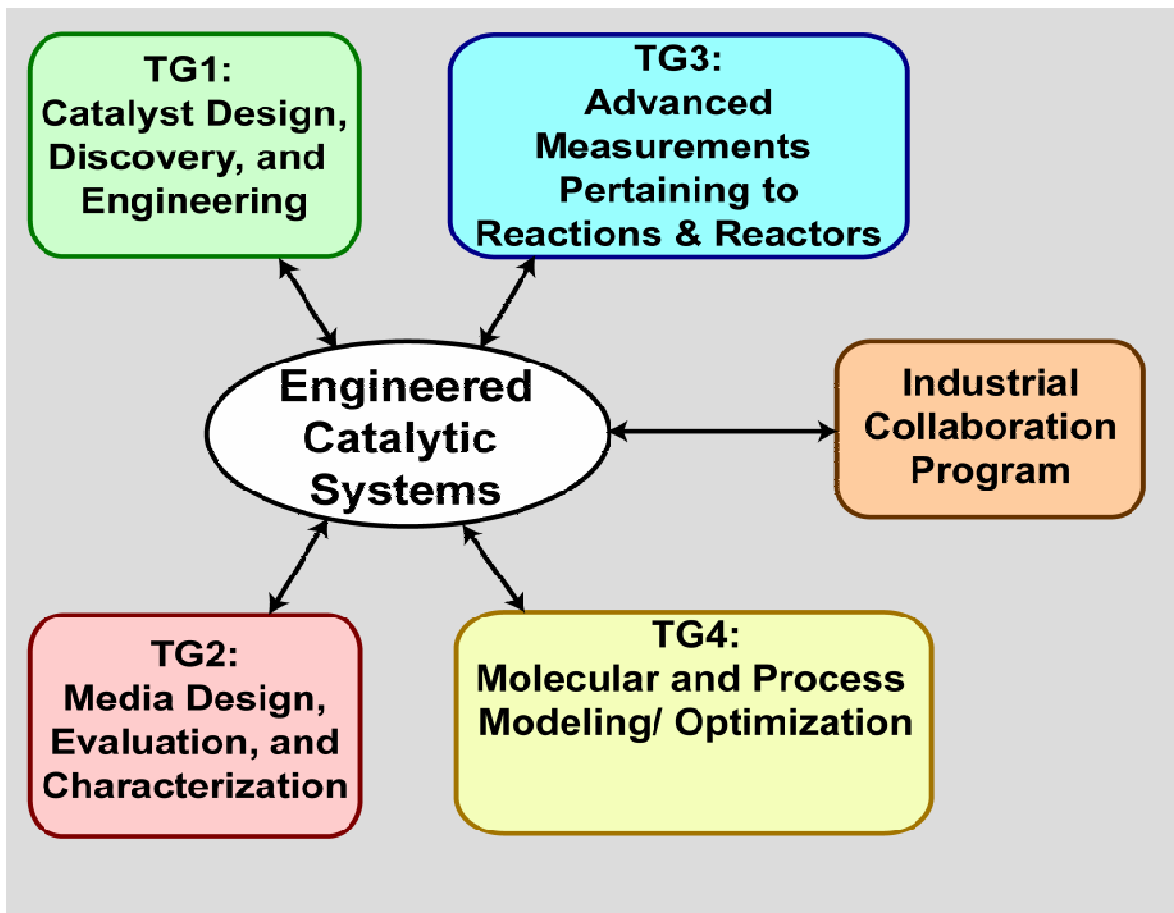 TG1:
Catalyst Design,
Discovery, and
Engineering
TG3:
Advanced
Measurements
Pertaining to
Reactions & Reactors
Engineered
Catalytic
Systems
Industrial
Collaboration
Program
TG2:
Media Design,
Evaluation, and
Characterization
TG4:
Molecular and Process
Modeling/ Optimization